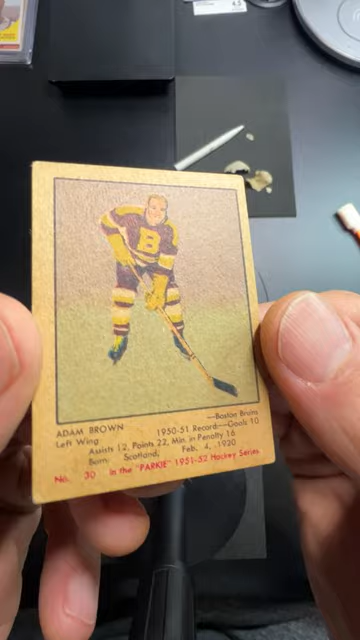 B
ADAM BROWN —Boston Bruins
Left Wing 1950-51 Record—Goals 10
Assists 12, Points 22, Min. in Penalty 16
Born, Scotland, Feb. 4, 1920
No. 30 in the "PARKIE" 1951-52 Hockey Series